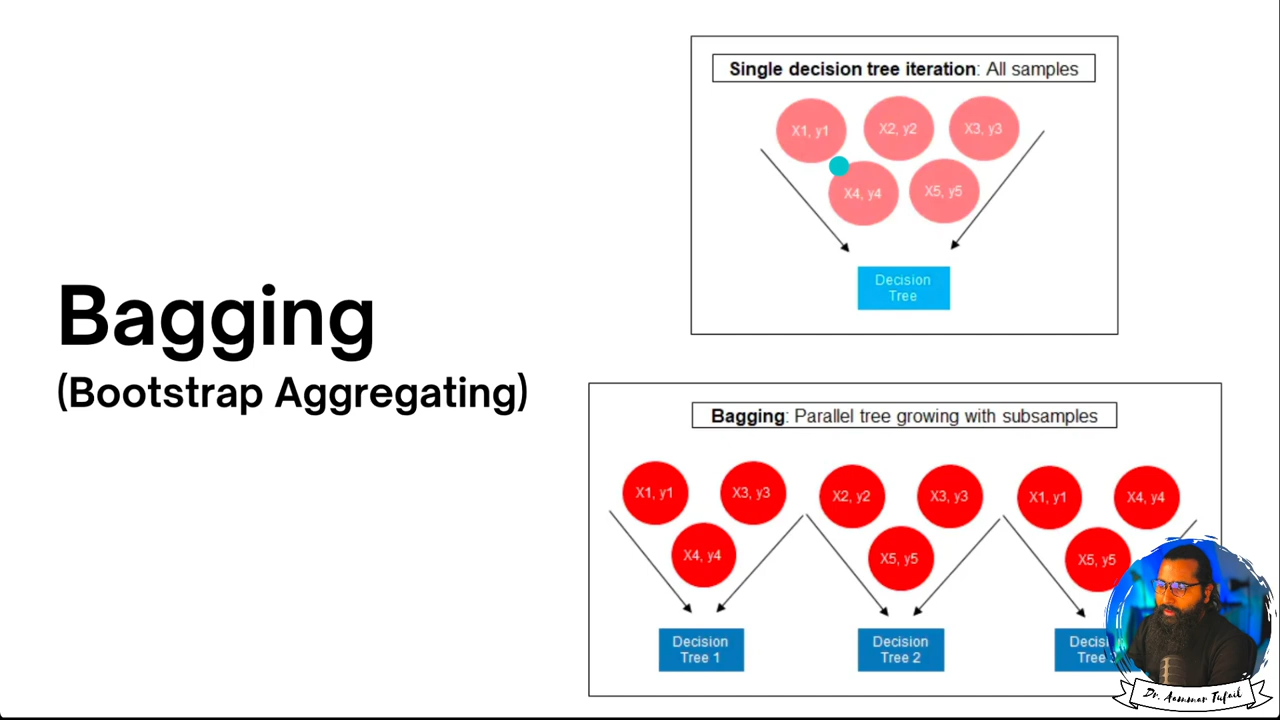 Bagging
(Bootstrap Aggregating)
Single decision tree iteration: All samples
X1, y1
X2, y2
X3, y3
X4, y4
X5, y5
Decision
Tree
Bagging: Parallel tree growing with subsamples
X1, y1
X3, y3
X2, y2
X3, y3
X1, y1
X4, y4
X4, y4
X5, y5
X5, y5
Decision
Tree 1
Decision
Tree 2
Tree
Dr. Aammar Tufail